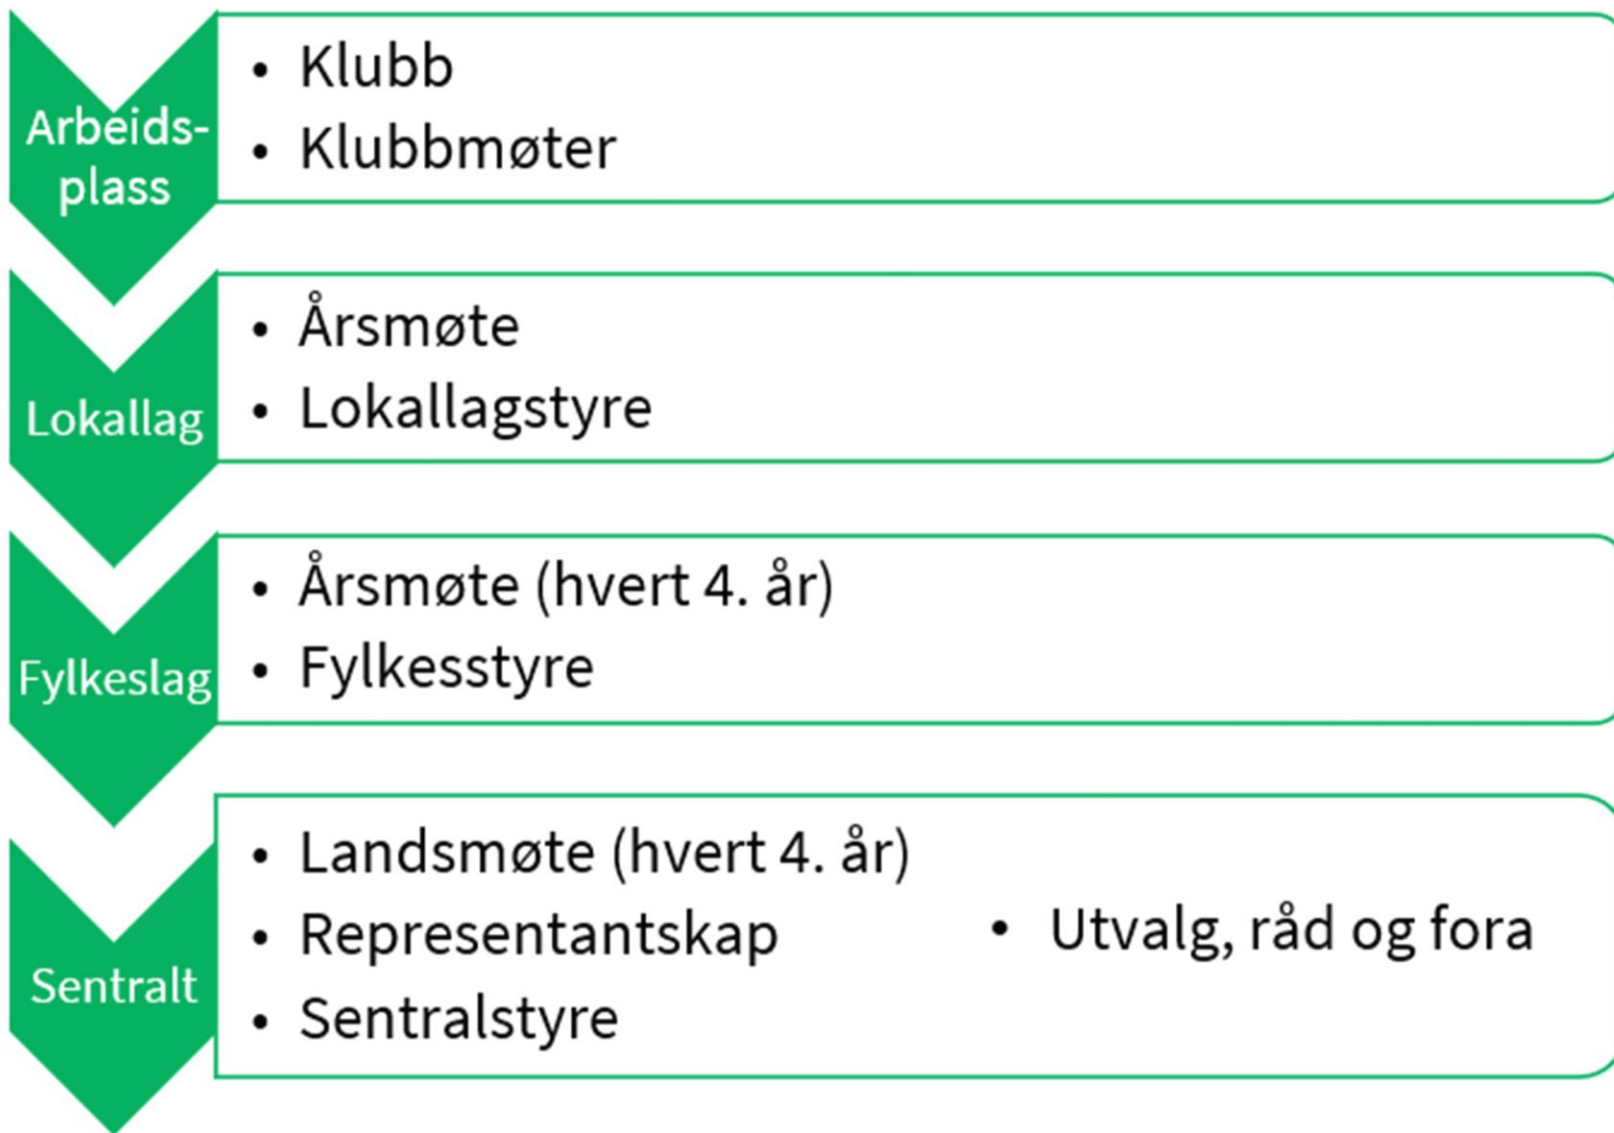 Arbeids-
plass
• Klubb
• Klubbmøter
Lokallag
• Årsmøte
• Lokallagstyre
Fylkeslag
• Årsmøte (hvert 4. år)
• Fylkesstyre
Sentralt
• Landsmøte (hvert 4. år)
• Representantskap
• Sentralstyre
• Utvalg, råd og fora